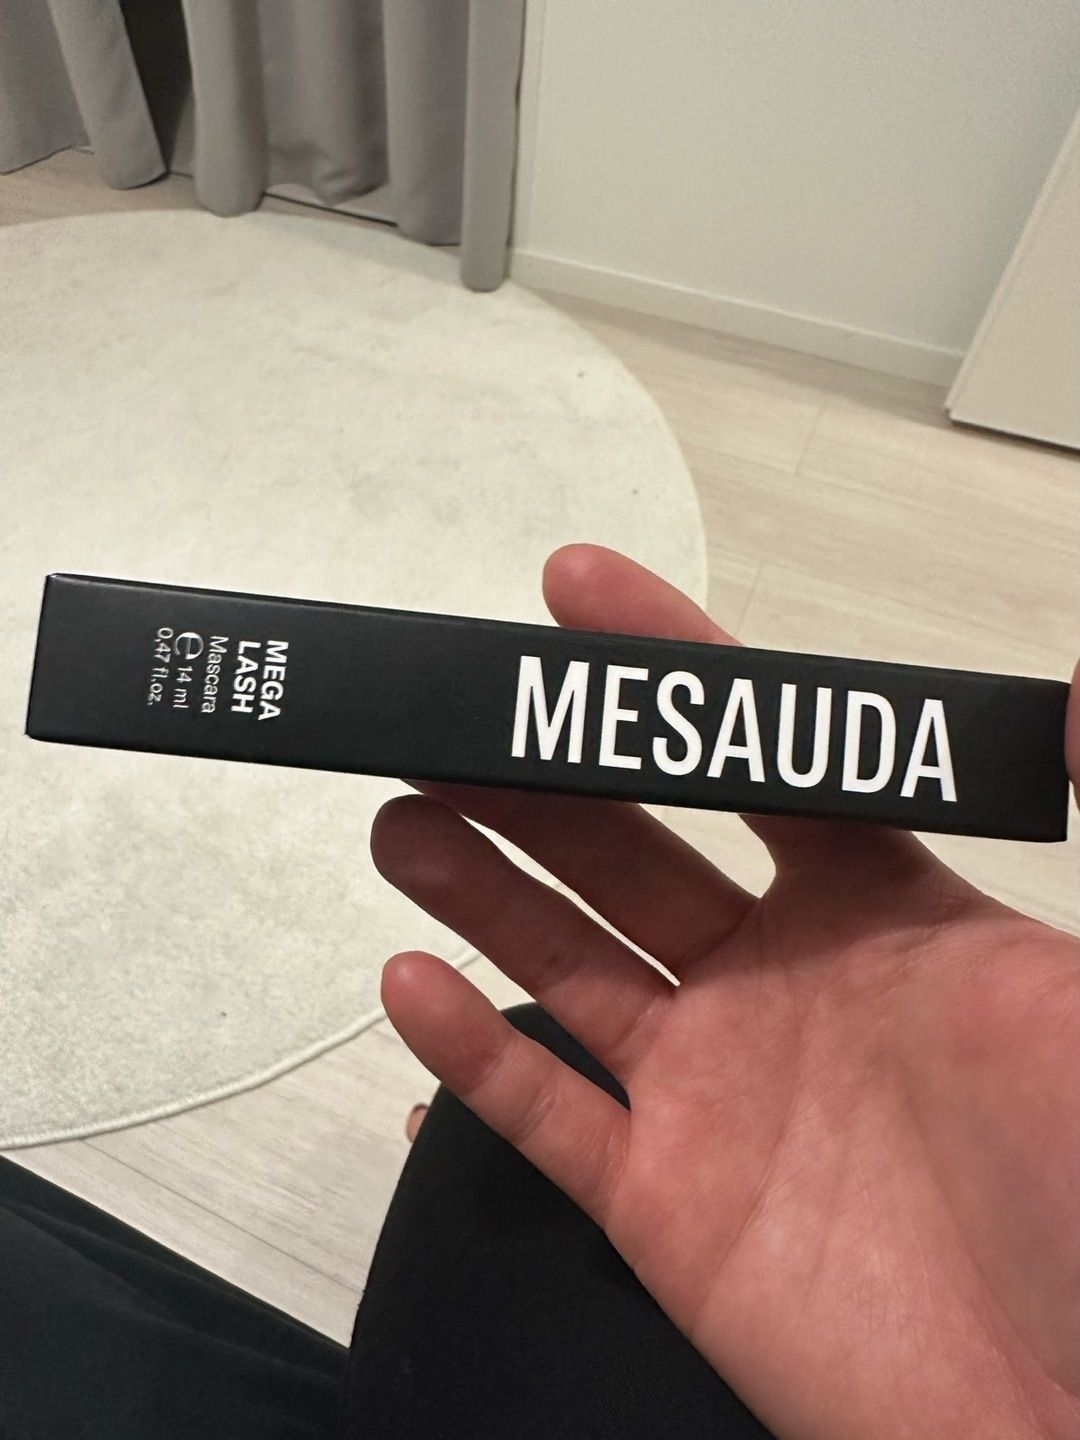 MESAUDA
MEGA
LASH
Mascara
e 14 ml
0,47 fl.oz.